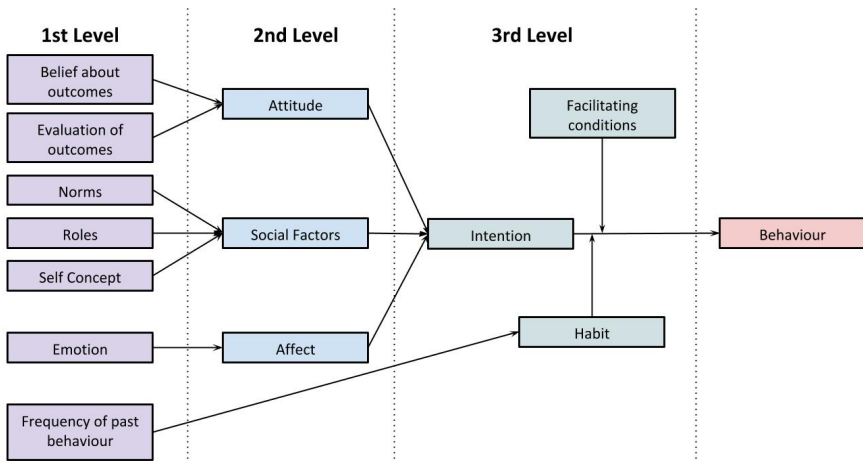 1st Level
2nd Level
3rd Level
Belief about
outcomes
Evaluation of
outcomes
Norms
Roles
Self Concept
Emotion
Frequency of past
behaviour
Attitude
Social Factors
Affect
Facilitating
conditions
Intention
Habit
Behaviour